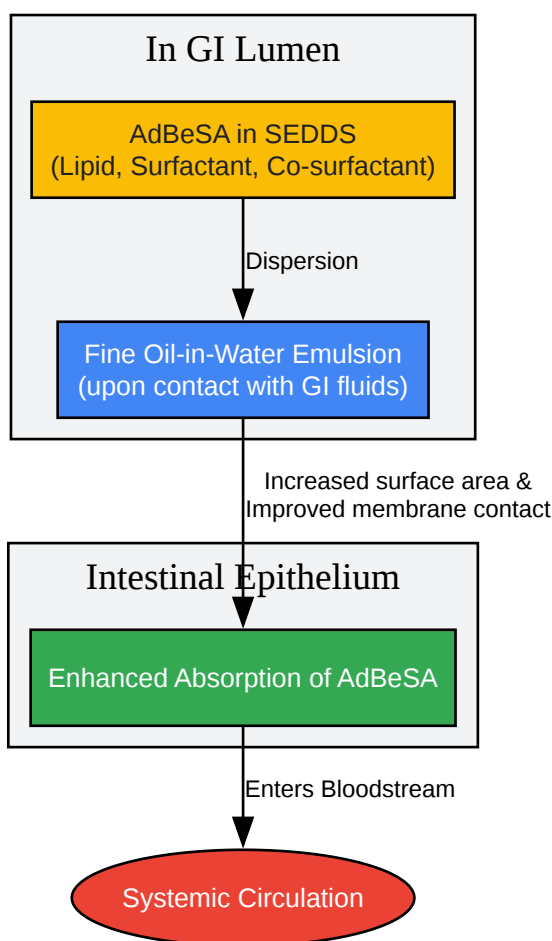 In GI Lumen
AdBeSA in SEDDS
(Lipid, Surfactant, Co-surfactant)
Dispersion
Fine Oil-in-Water Emulsion
(upon contact with GI fluids)
Increased surface area &
Improved membrane contact
Intestinal Epithelium
Enhanced Absorption of AdBeSA
Enters Bloodstream
Systemic Circulation